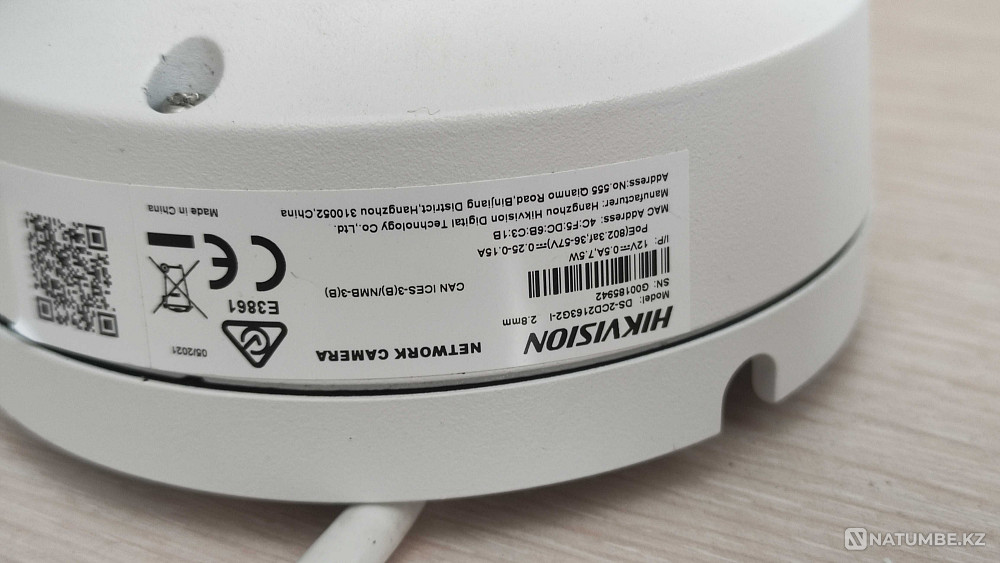 HIKVISION
NETWORK CAMERA
05/2021
Model: DS-2CD2163G2-I 2.8mm
SN: G00185942
E3861
CAN ICES-3(B)/NMB-3(B)
I/P: 12V⎓0.5A,7.5W
PoE(802.3af,36-57V)⎓0.25-0.15A
MAC Address: 4C:F5:DC:6B:C3:1B
Manufacturer: Hangzhou Hikvision Digital Technology Co.,Ltd.
Address:No.555 Qianmo Road,Binjiang District,Hangzhou 310052,China
CE
Made in China
NATUMBE.KZ